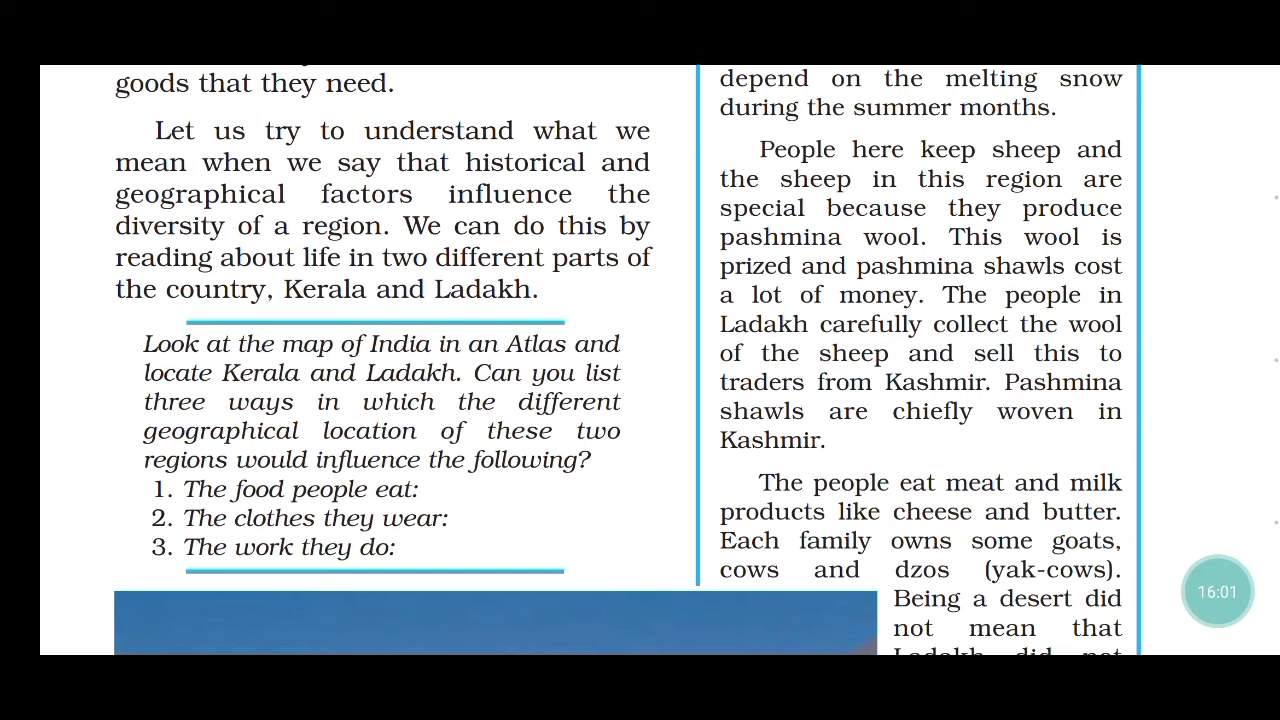 goods that they need.
Let us try to understand what we
mean when we say that historical and
geographical factors influence the
diversity of a region. We can do this by
reading about life in two different parts of
the country, Kerala and Ladakh.
Look at the map of India in an Atlas and
locate Kerala and Ladakh. Can you list
three ways in which the different
geographical location of these two
regions would influence the following?
1. The food people eat:
2. The clothes they wear:
3. The work they do:
depend on the melting snow
during the summer months.
People here keep sheep and
the sheep in this region are
special because they produce
pashmina wool. This wool is
prized and pashmina shawls cost
a lot of money. The people in
Ladakh carefully collect the wool
of the sheep and sell this to
traders from Kashmir. Pashmina
shawls are chiefly woven in
Kashmir.
The people eat meat and milk
products like cheese and butter.
Each family owns some goats,
cows and dzos (yak-cows).
Being a desert did
not mean that
Ladakh did not
16:01